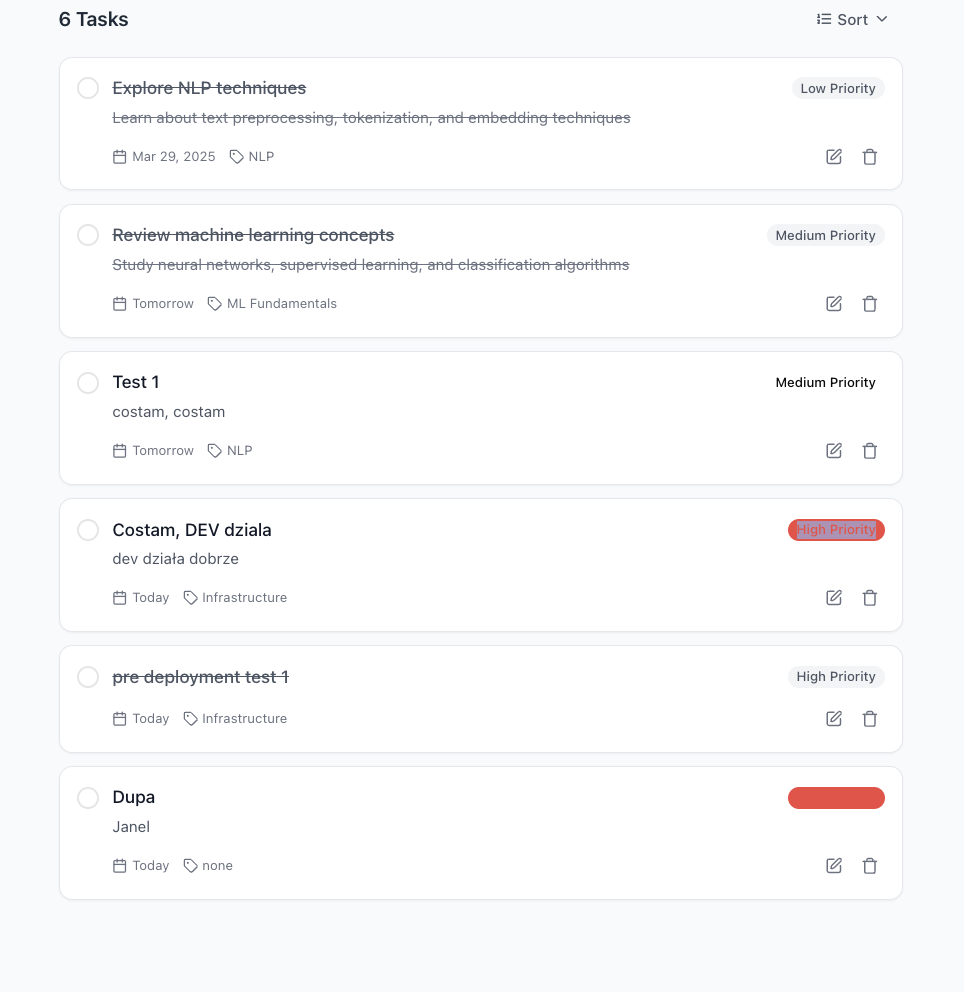 6 Tasks
Sort
Explore NLP techniques
Low Priority
Learn about text preprocessing, tokenization, and embedding techniques
Mar 29, 2025 NLP
Review machine learning concepts
Medium Priority
Study neural networks, supervised learning, and classification algorithms
Tomorrow ML Fundamentals
Test 1
Medium Priority
costam, costam
Tomorrow NLP
Costam, DEV dziala
High Priority
dev działa dobrze
Today Infrastructure
pre deployment test 1
High Priority
Today Infrastructure
Dupa
Janel
Today none